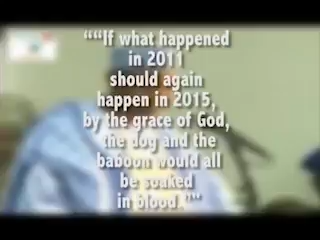 ““If what happened
in 2011
should again
happen in 2015,
by the grace of God,
the dog and the
baboon would all
be soaked
in blood.”“